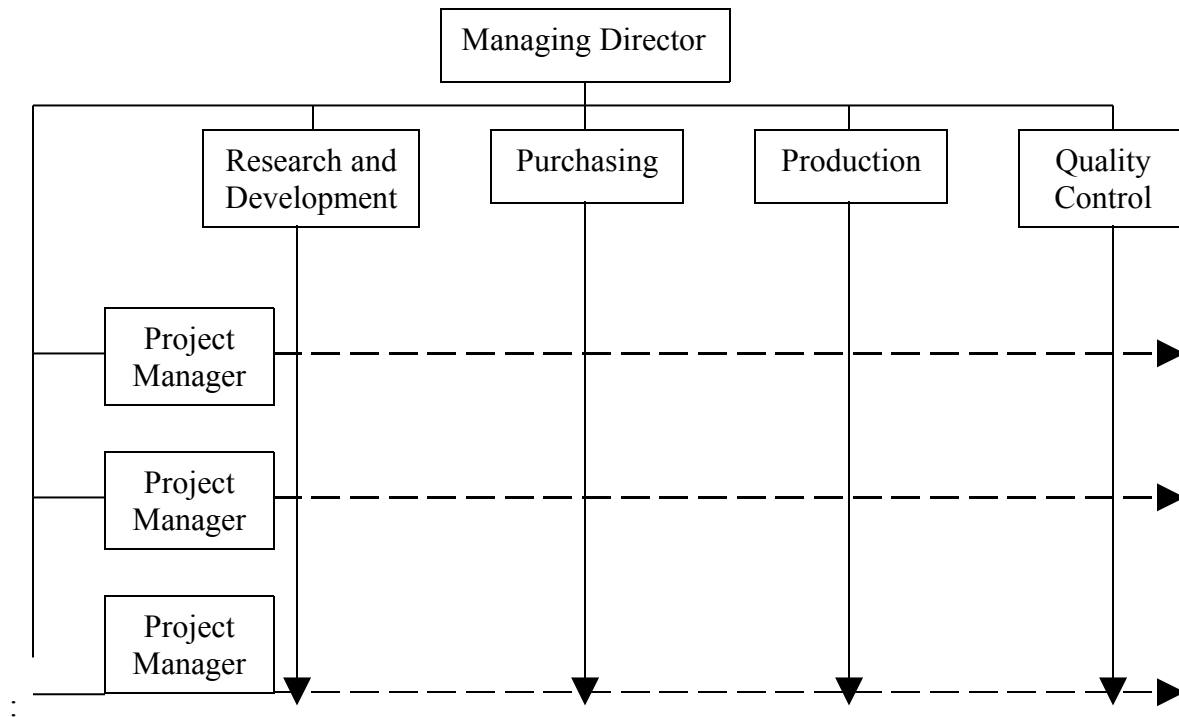 Managing Director
Research and
Development
Purchasing
Production
Quality
Control
Project
Manager
Project
Manager
Project
Manager
: